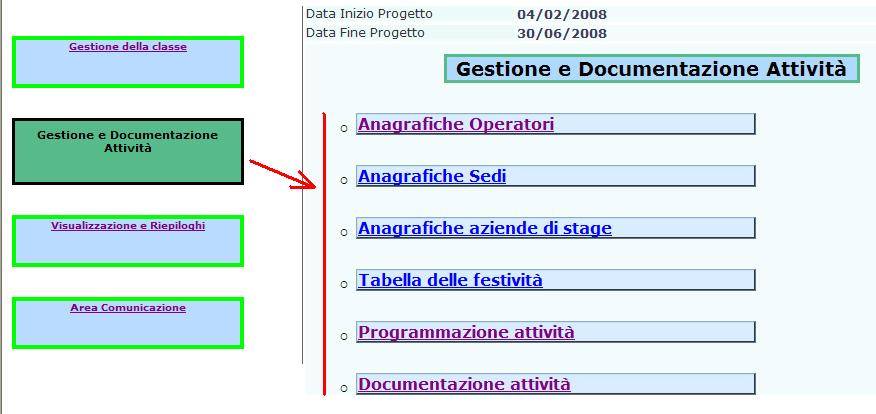 Data Inizio Progetto 04/02/2008
Data Fine Progetto 30/06/2008
Gestione della classe
Gestione e Documentazione
Attività
Visualizzazione e Riepiloghi
Area Comunicazione
Gestione e Documentazione Attività
Anagrafiche Operatori
Anagrafiche Sedi
Anagrafiche aziende di stage
Tabella delle festività
Programmazione attività
Documentazione attività